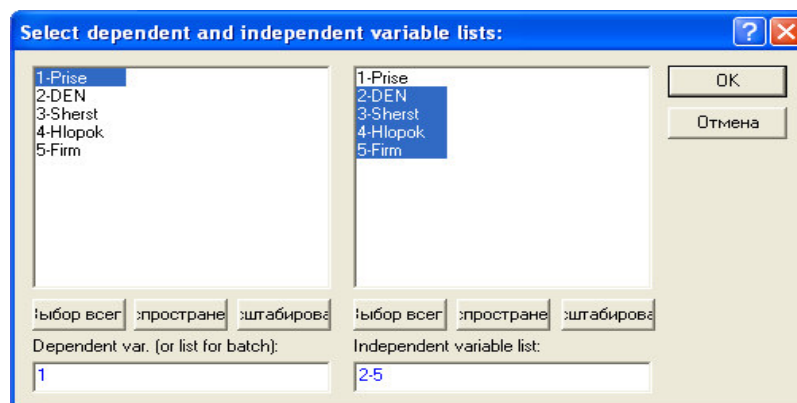 Select dependent and independent variable lists:
1-Prise
2-DEN
3-Sherst
4-Hlopok
5-Firm
1-Prise
2-DEN
3-Sherst
4-Hlopok
5-Firm
OK
Отмена
ыбор всег спростране штабирова
ыбор всег спростране штабирова
Dependent var. (or list for batch):
1
Independent variable list:
2-5